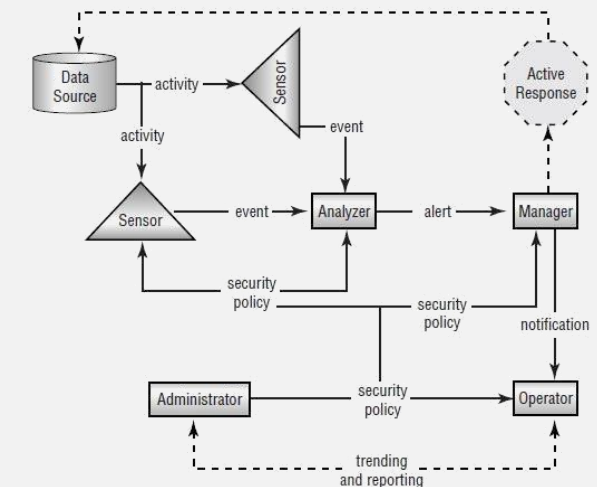 Data
Source
activity
Sensor
Active
Response
activity
event
Sensor
event
Analyzer
alert
Manager
security
policy
security
policy
notification
Administrator
security
policy
Operator
trending
and reporting